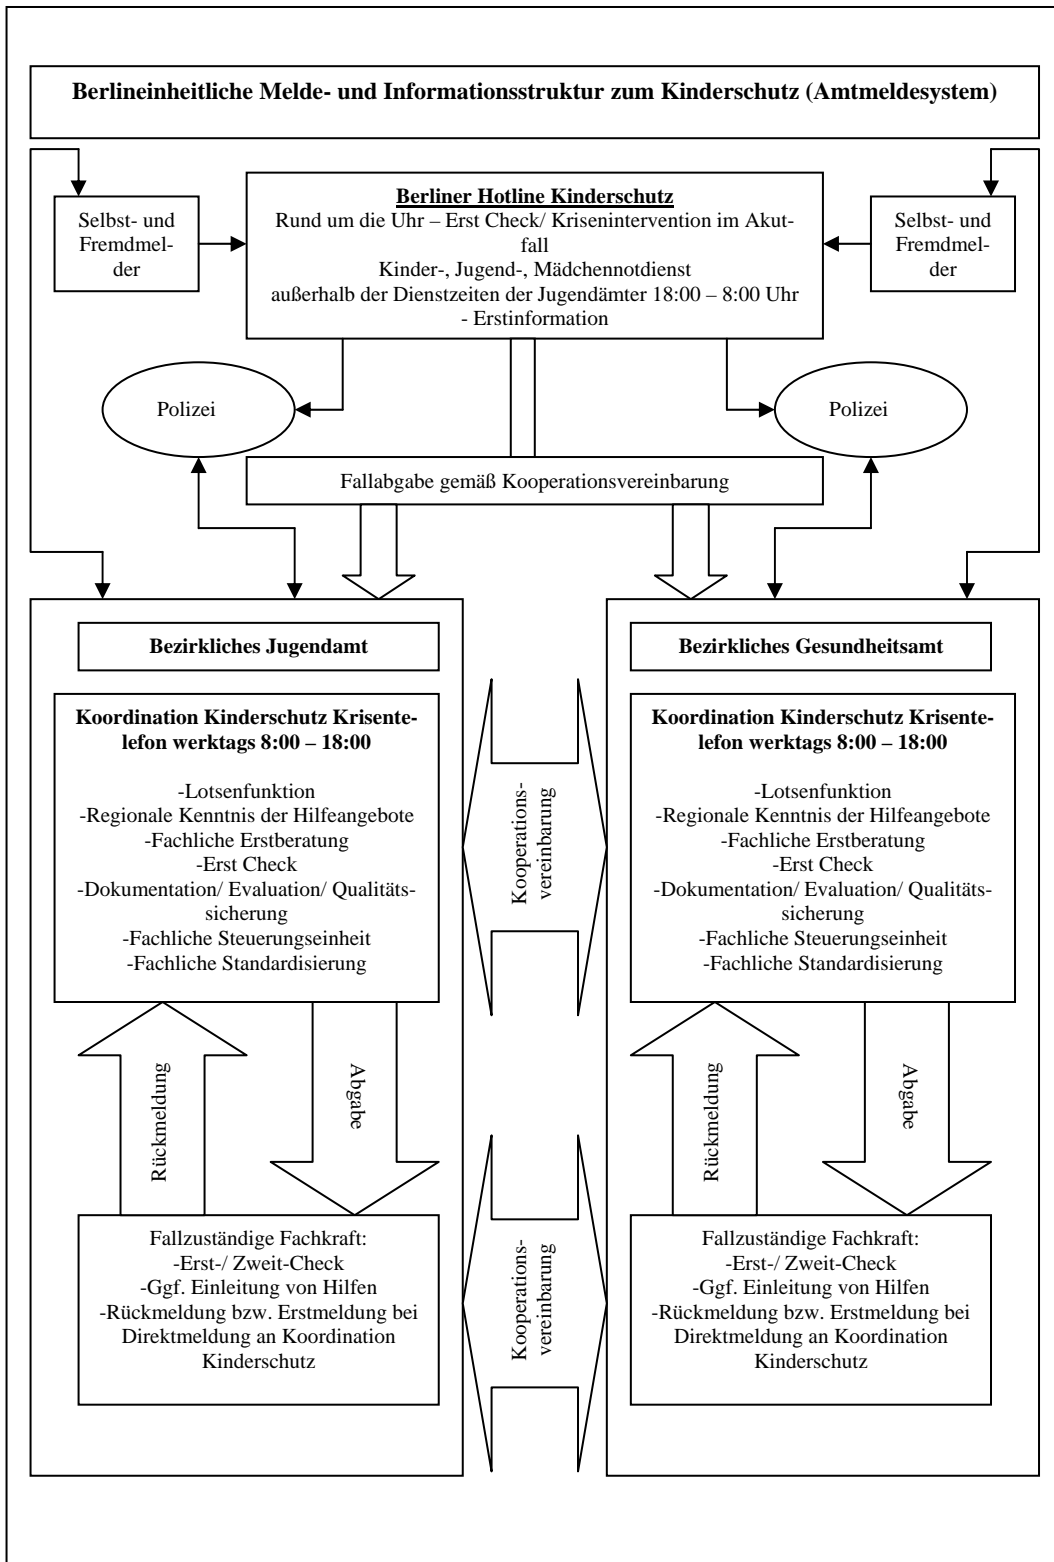 Berlineinheitliche Melde- und Informationsstruktur zum Kinderschutz (Amtmeldesystem)
Selbst- und
Fremdmel-
der
Berliner Hotline Kinderschutz
Rund um die Uhr – Erst Check/ Krisenintervention im Akut-
fall
Kinder-, Jugend-, Mädchennotdienst
außerhalb der Dienstzeiten der Jugendämter 18:00 – 8:00 Uhr
- Erstinformation
Selbst- und
Fremdmel-
der
Polizei
Polizei
Fallabgabe gemäß Kooperationsvereinbarung
Bezirkliches Jugendamt
Koordination Kinderschutz Krisente-
lefon werktags 8:00 – 18:00
-Lotsenfunktion
-Regionale Kenntnis der Hilfeangebote
-Fachliche Erstberatung
-Erst Check
-Dokumentation/ Evaluation/ Qualitäts-
sicherung
-Fachliche Steuerungseinheit
-Fachliche Standardisierung
Rückmeldung
Abgabe
Fallzuständige Fachkraft:
-Erst-/ Zweit-Check
-Ggf. Einleitung von Hilfen
-Rückmeldung bzw. Erstmeldung bei
Direktmeldung an Koordination
Kinderschutz
Kooperations-
vereinbarung
Kooperations-
vereinbarung
Bezirkliches Gesundheitsamt
Koordination Kinderschutz Krisente-
lefon werktags 8:00 – 18:00
-Lotsenfunktion
-Regionale Kenntnis der Hilfeangebote
-Fachliche Erstberatung
-Erst Check
-Dokumentation/ Evaluation/ Qualitäts-
sicherung
-Fachliche Steuerungseinheit
-Fachliche Standardisierung
Rückmeldung
Abgabe
Fallzuständige Fachkraft:
-Erst-/ Zweit-Check
-Ggf. Einleitung von Hilfen
-Rückmeldung bzw. Erstmeldung bei
Direktmeldung an Koordination
Kinderschutz